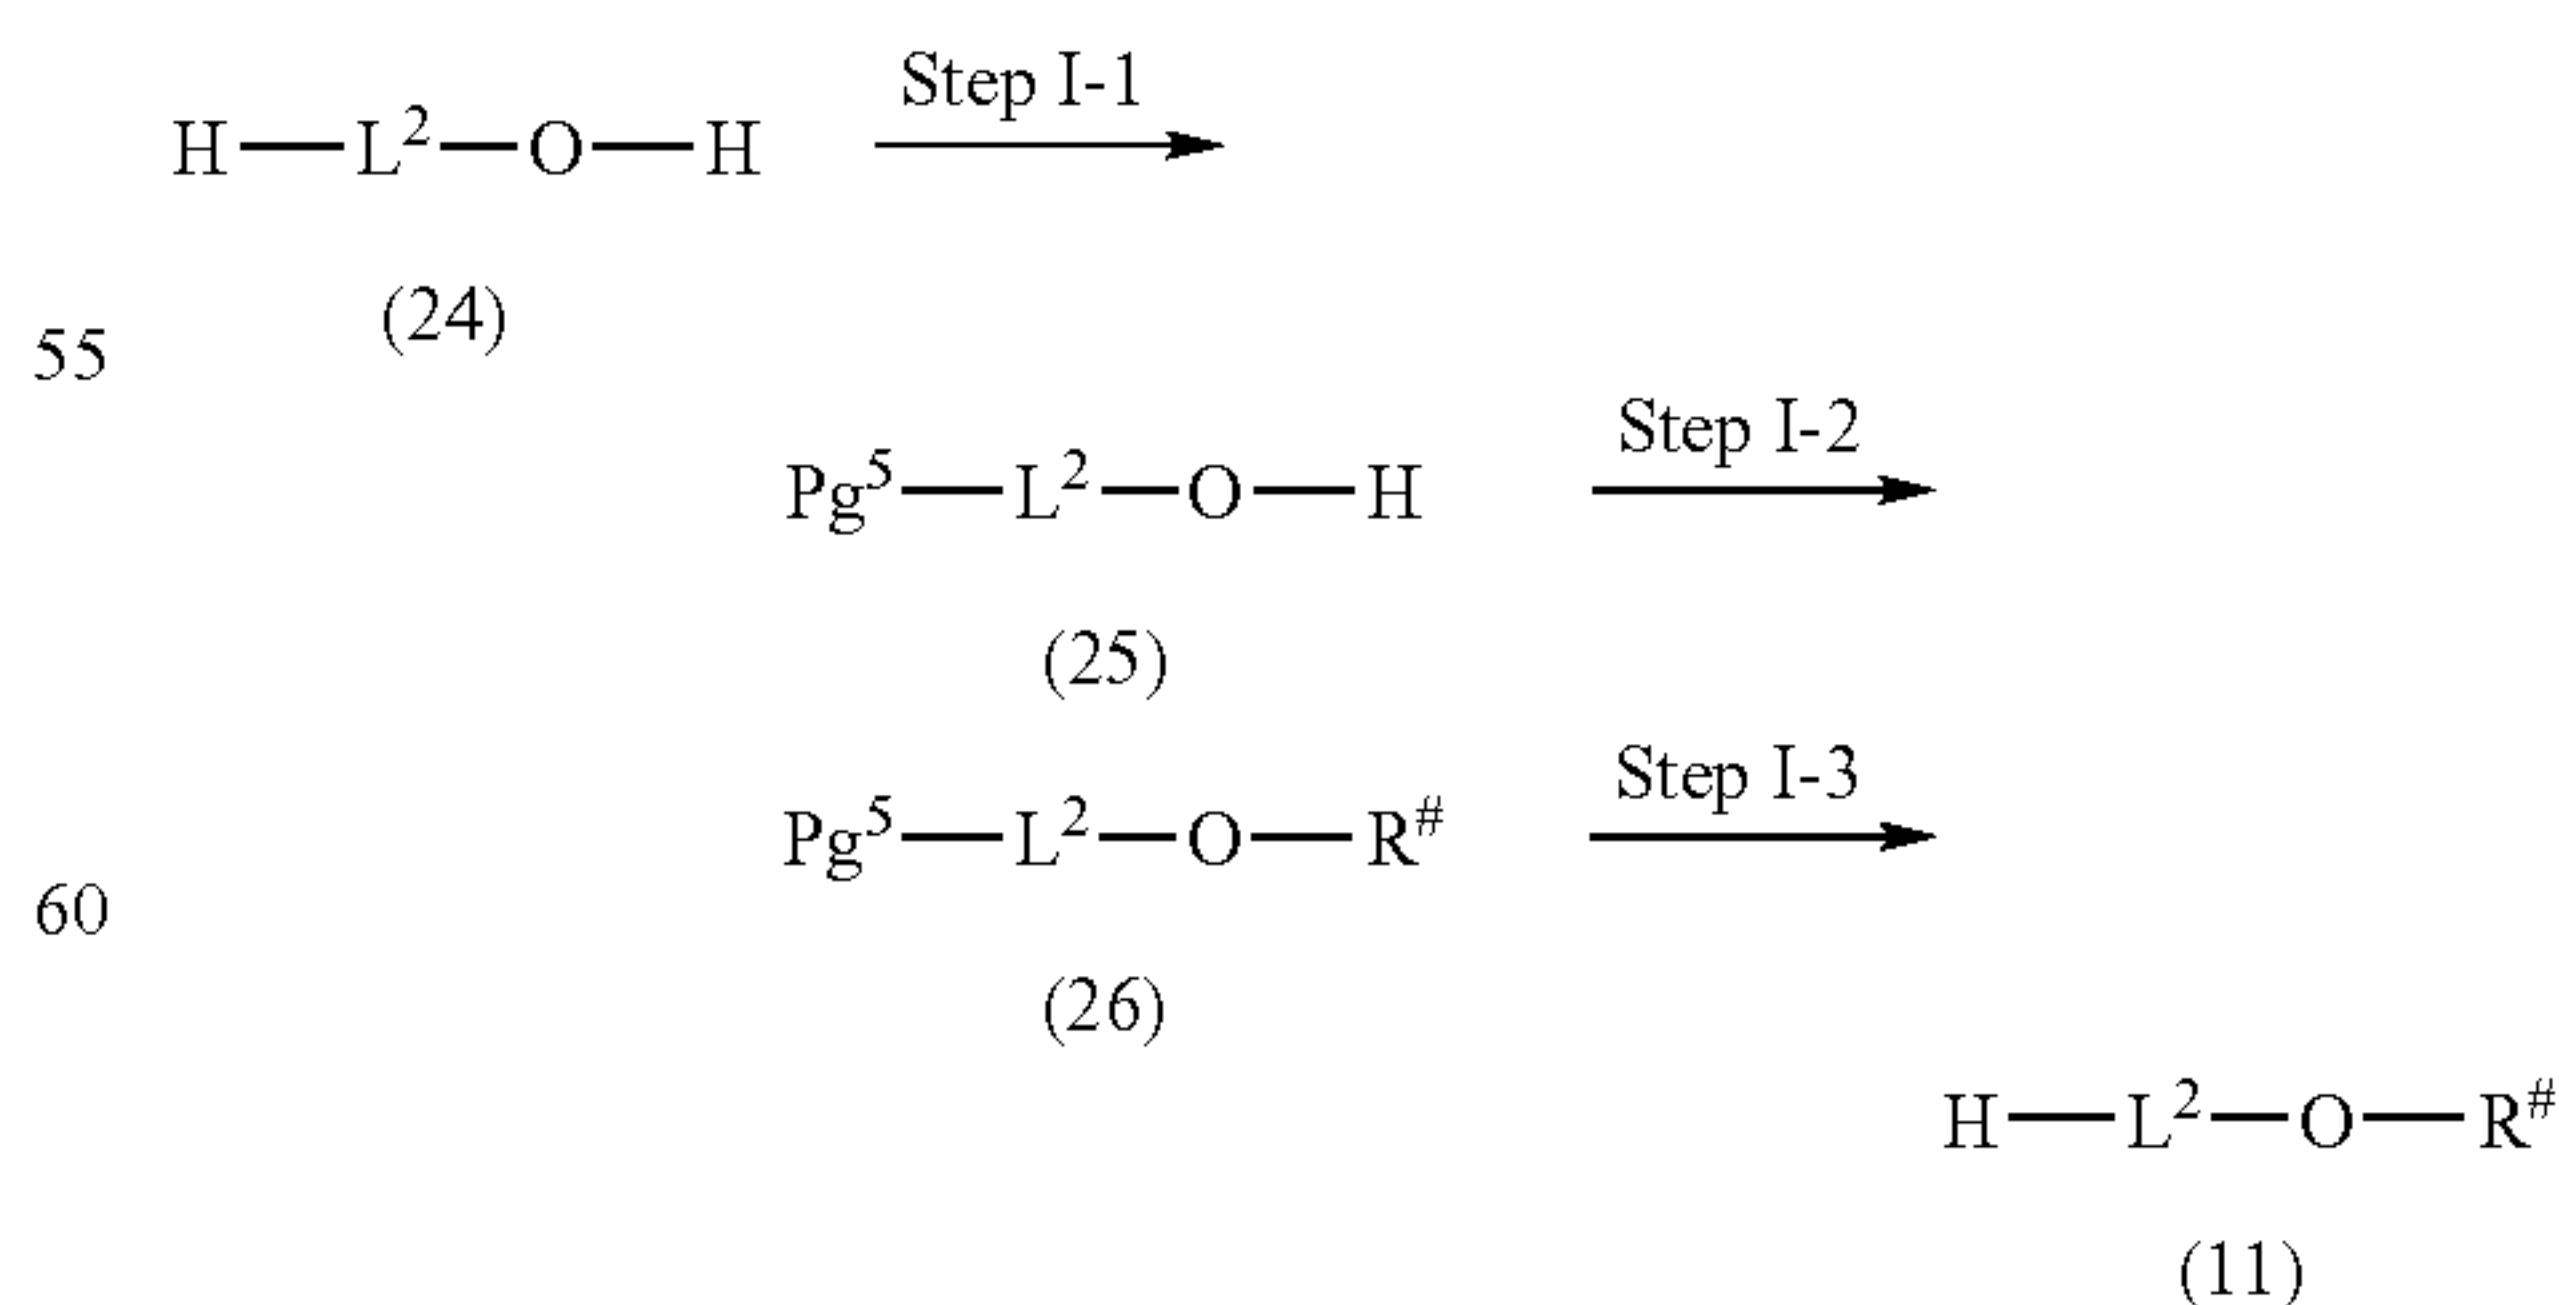 Step I-1
H—L²—O—H
(24)
55
Step I-2
Pg⁵—L²—O—H
(25)
Step I-3
Pg⁵—L²—O—R#
60
(26)
H—L²—O—R#
(11)